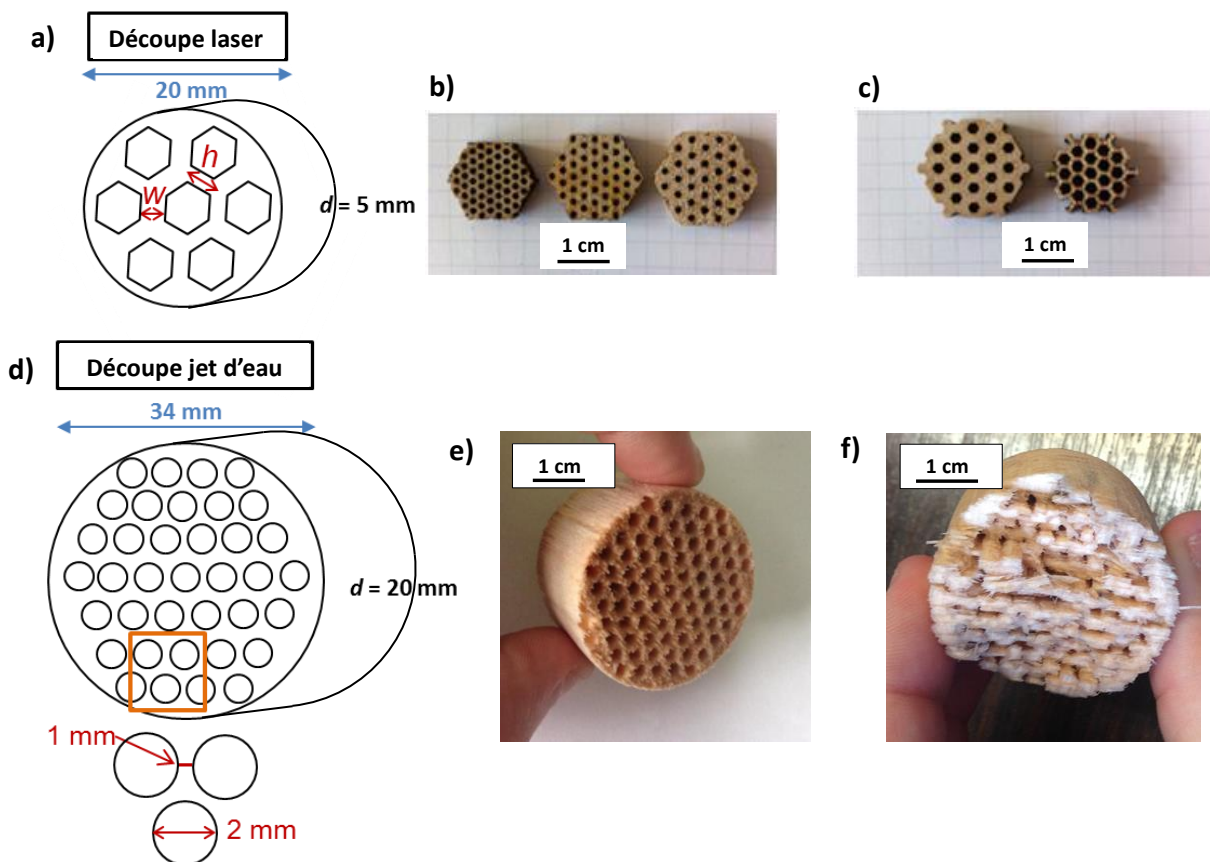 a)
Découpe laser
20 mm
h
w
d = 5 mm
b)
1 cm
c)
1 cm
d)
Découpe jet d'eau
34 mm
d = 20 mm
1 mm
2 mm
e)
1 cm
f)
1 cm